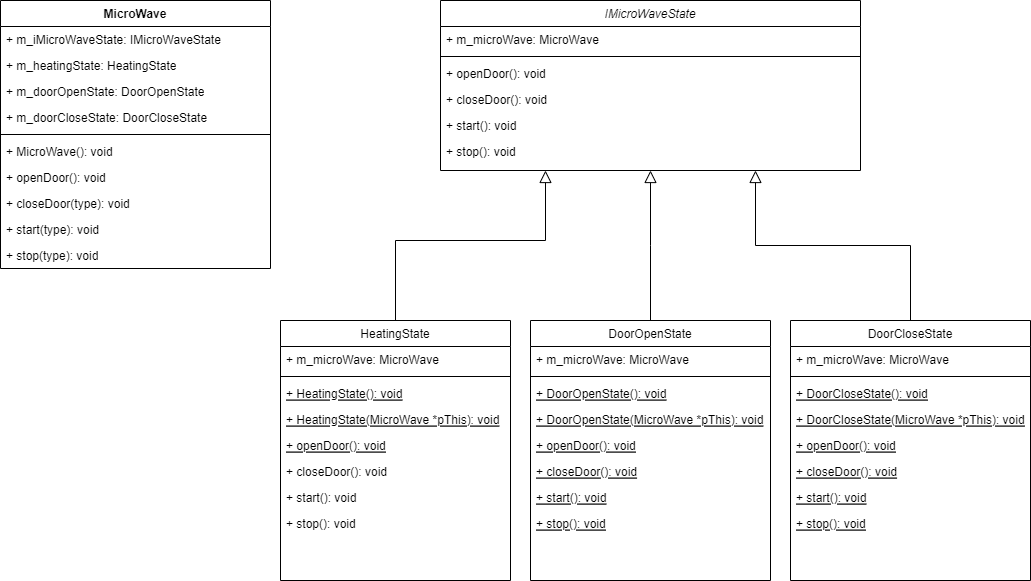 MicroWave
+ m_iMicroWaveState: IMicroWaveState
+ m_heatingState: HeatingState
+ m_doorOpenState: DoorOpenState
+ m_doorCloseState: DoorCloseState
+ MicroWave(): void
+ openDoor(): void
+ closeDoor(type): void
+ start(type): void
+ stop(type): void
IMicroWaveState
+ m_microWave: MicroWave
+ openDoor(): void
+ closeDoor(): void
+ start(): void
+ stop(): void
HeatingState
+ m_microWave: MicroWave
+ HeatingState(): void
+ HeatingState(MicroWave *pThis): void
+ openDoor(): void
+ closeDoor(): void
+ start(): void
+ stop(): void
DoorOpenState
+ m_microWave: MicroWave
+ DoorOpenState(): void
+ DoorOpenState(MicroWave *pThis): void
+ openDoor(): void
+ closeDoor(): void
+ start(): void
+ stop(): void
DoorCloseState
+ m_microWave: MicroWave
+ DoorCloseState(): void
+ DoorCloseState(MicroWave *pThis): void
+ openDoor(): void
+ closeDoor(): void
+ start(): void
+ stop(): void